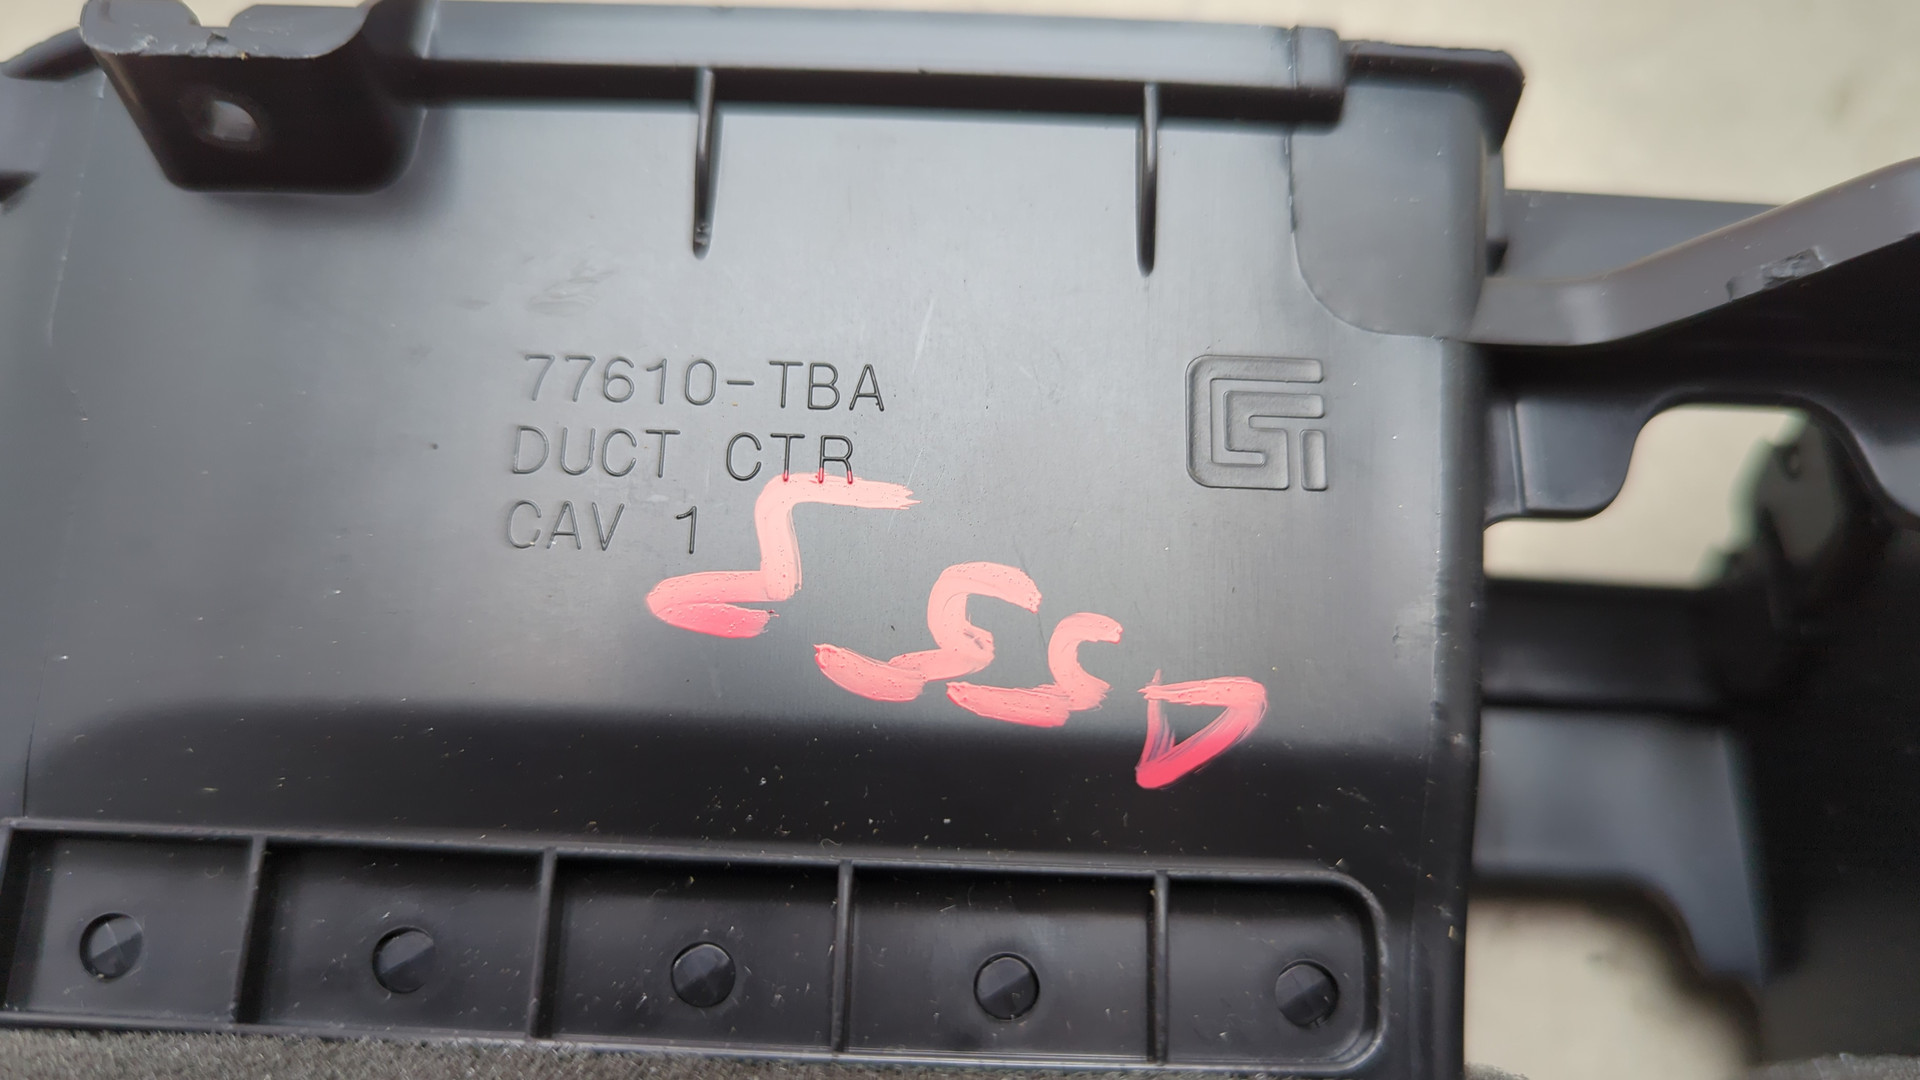 77610-TBA
DUCT CTR
CAV 1